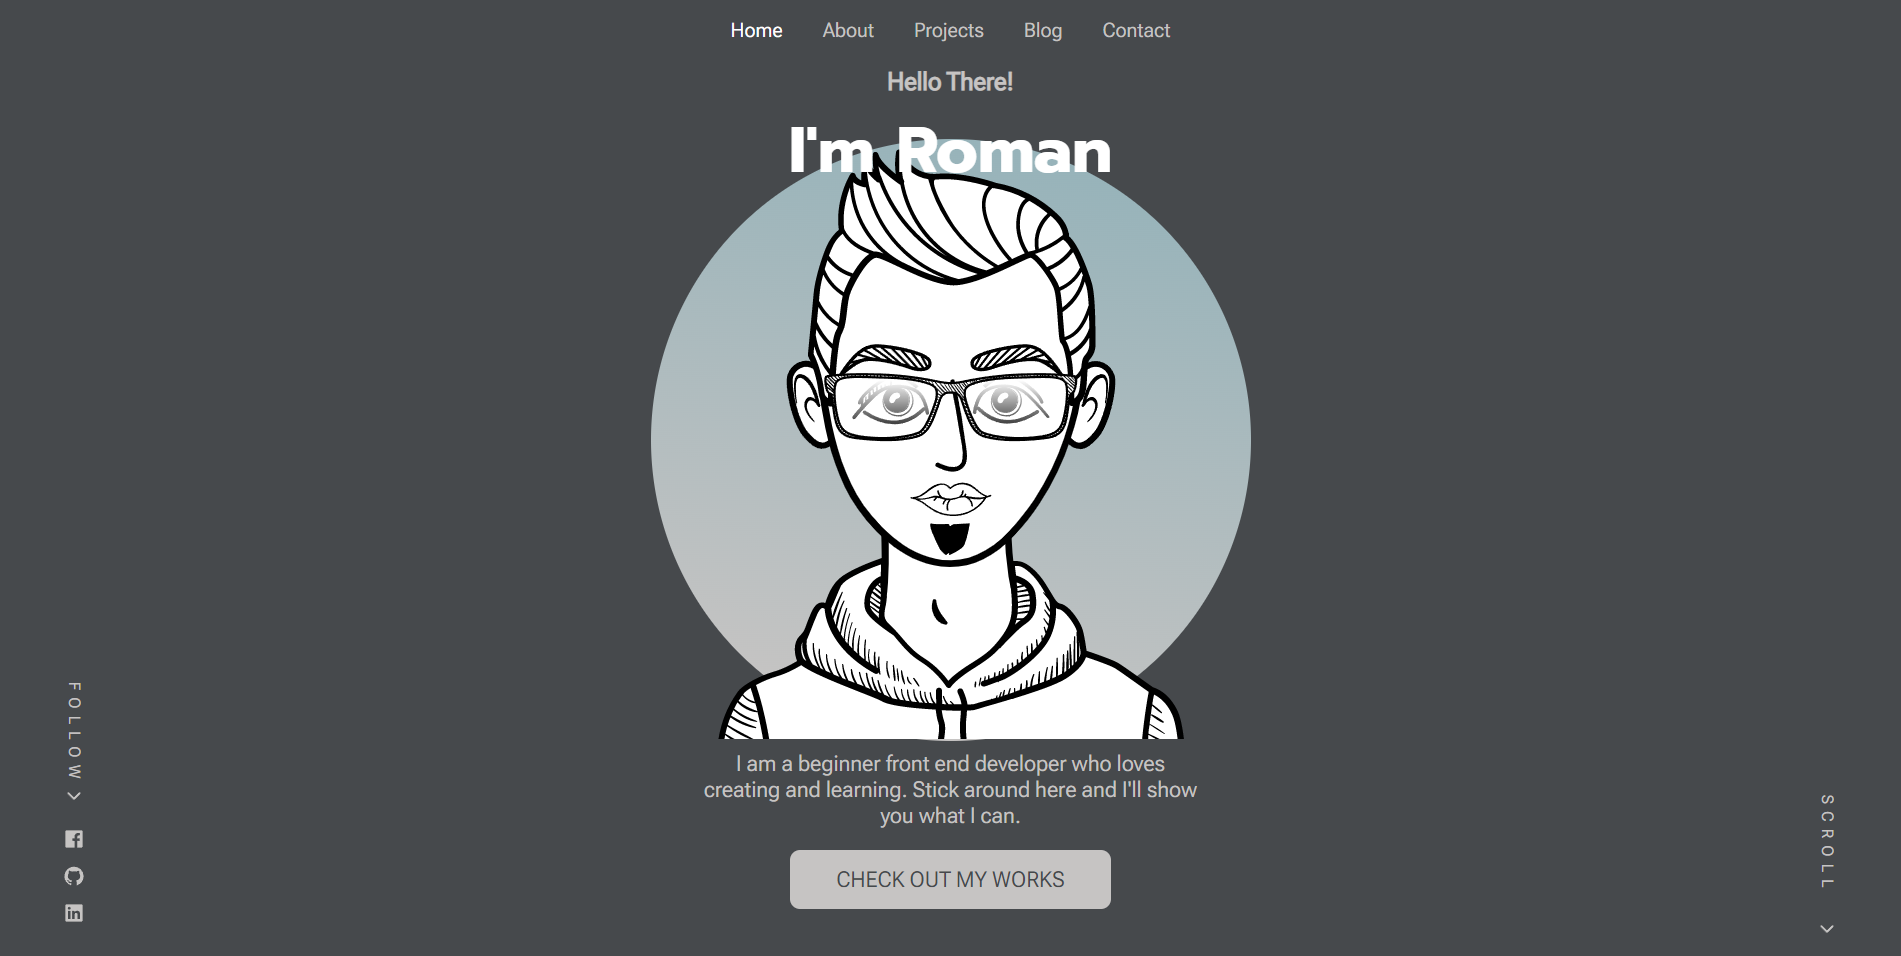 Home About Projects Blog Contact
Hello There!
I'm Roman
I am a beginner front end developer who loves
creating and learning. Stick around here and I'll show
you what I can.
CHECK OUT MY WORKS
FOLLOW
SCROLL